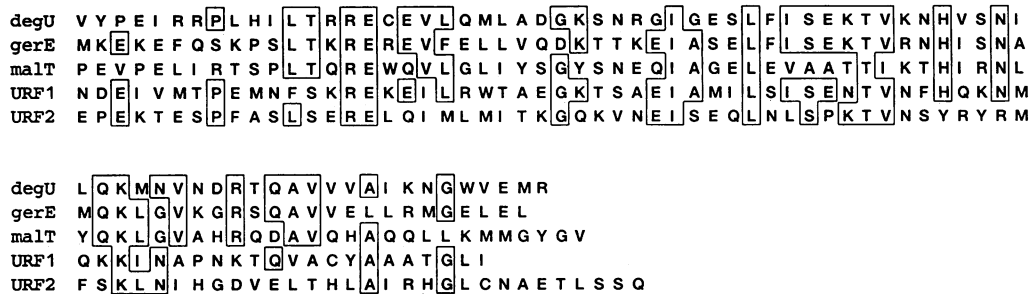 degU V Y P E I R R P L H I L T R R E C E V L Q M L A D G K S N R G I G E S L F I S E K T V K N H V S N I
gerE M K E K E F Q S K P S L T K R E R E V F E L L V Q D K T T K E I A S E L F I S E K T V R N H I S N A
malT P E V P E L I R T S P L T Q R E W Q V L G L I Y S G Y S N E Q I A G E L E V A A T T I K T H I R N L
URF1 N D E I V M T P E M N F S K R E K E I L R W T A E G K T S A E I A M I L S I S E N T V N F H Q K N M
URF2 E P E K T E S P F A S L S E R E L Q I M L M I T K G Q K V N E I S E Q L N L S P K T V N S Y R Y R M
degU L Q K M N V N D R T Q A V V V A I K N G W V E M R
gerE M Q K L G V K G R S Q A V V E L L R M G E L E L
malT Y Q K L G V A H R Q D A V Q H A Q Q L L K M M G Y G V
URF1 Q K K I N A P N K T Q V A C Y A A A T G L I
URF2 F S K L N I H G D V E L T H L A I R H G L C N A E T L S S Q